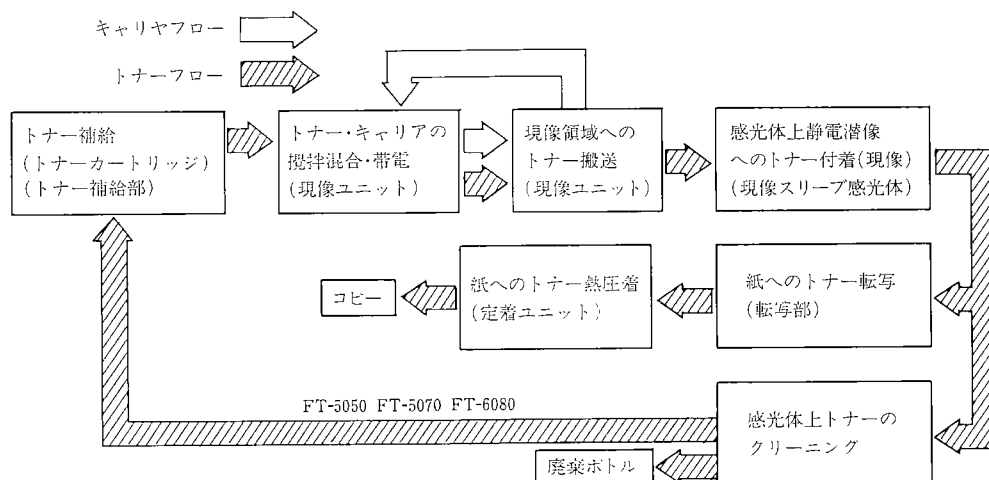 キャリヤフロー
トナーフロー
トナー補給
(トナーカートリッジ)
(トナー補給部)
トナー・キャリアの
攪拌混合・帯電
(現像ユニット)
現像領域への
トナー搬送
(現像ユニット)
感光体上静電潜像
へのトナー付着(現像)
(現像スリーブ感光体)
コピー
紙へのトナー熱圧着
(定着ユニット)
紙へのトナー転写
(転写部)
FT-5050 FT-5070 FT-6080
感光体上トナーの
クリーニング
廃棄ボトル